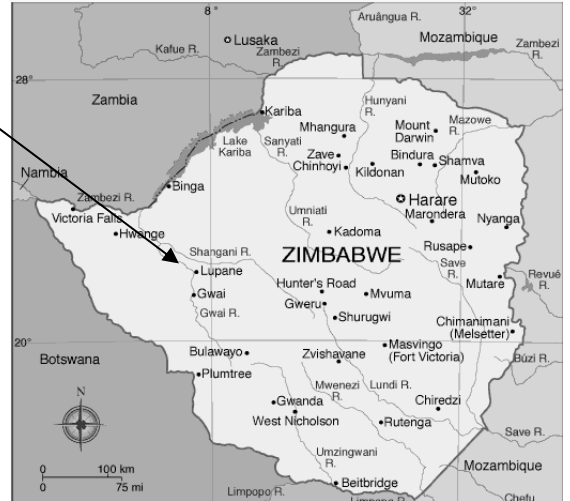 8
32
Aruângua R.
Lusaka
Mozambique
Kafue R.
Zambezi
R.
Zambezi
R.
28°
Zambia
Kariba
Hunyani
R.
Mazowe
R.
Lake
Kariba
Sanyati
R.
Mhangura
Mount
Darwin
Zave
Chinhoyi
Kildonan
Bindura
Shamva
Mutoko
Nambia
Zambezi R.
Binga
Victoria Falls
Hwange
Umniati
R.
Harare
Marondera
Nyanga
Kadoma
Rusape
Shangani R.
ZIMBABWE
Save
R.
Lupane
Gwai
Gwai R.
Hunter's Road
Mvuma
Gweru
Shurugwi
Mutare
Revué
R.
Chimanimani
(Melsetter)
20°
Botswana
Bulawayo
Plumtree
Zvishavane
Masvingo
(Fort Victoria)
Búzi R.
Mwenezi
R.
Lundi R.
Gwanda
West Nicholson
Chiredzi
Rutenga
Save R.
N
0 100 km
0 75 mi
Umzingwani
R.
Mozambique
Limpopo R.
Beitbridge
Limpopo R.
Chefu